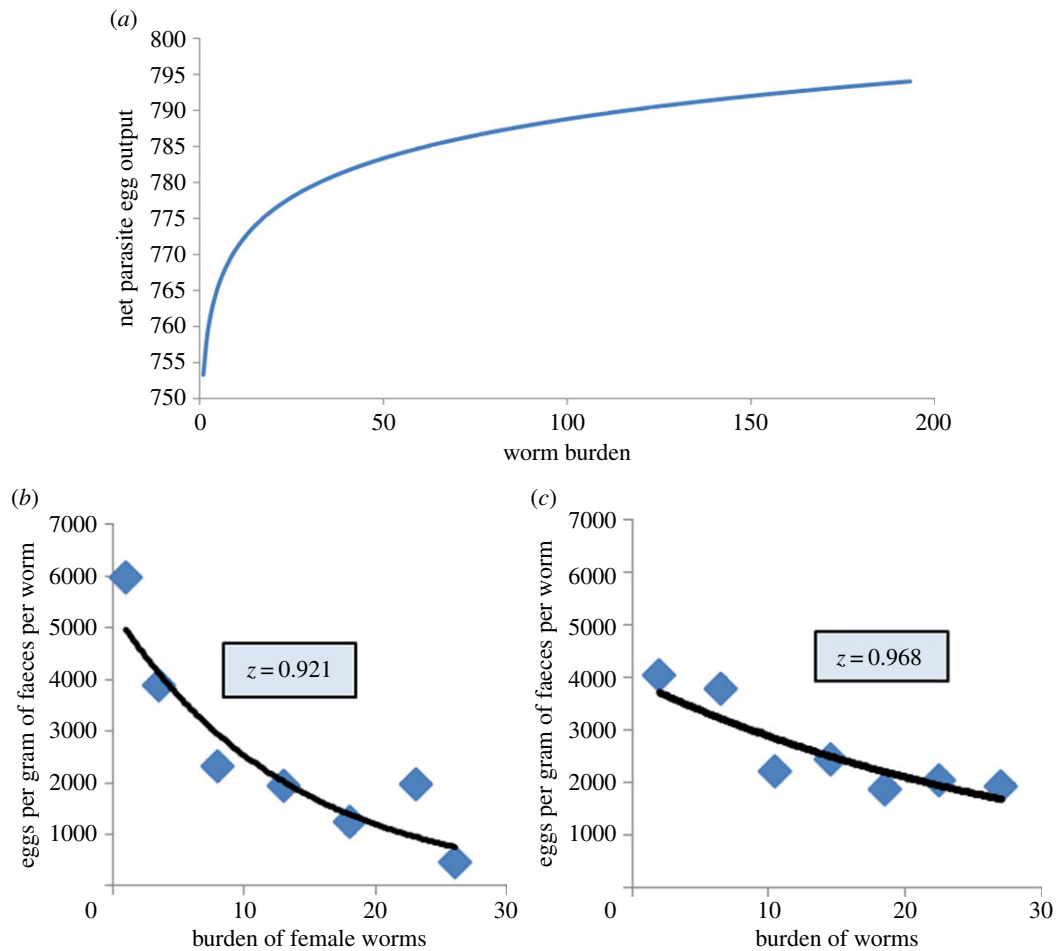 (a)
800
795
790
785
780
775
770
765
760
755
750
net parasite egg output
0 50 100 150 200
worm burden
(b)
7000
6000
5000
4000
3000
2000
1000
eggs per gram of faeces per worm
z = 0.921
0 10 20 30
burden of female worms
(c)
7000
6000
5000
4000
3000
2000
1000
eggs per gram of faeces per worm
z = 0.968
0 10 20 30
burden of worms